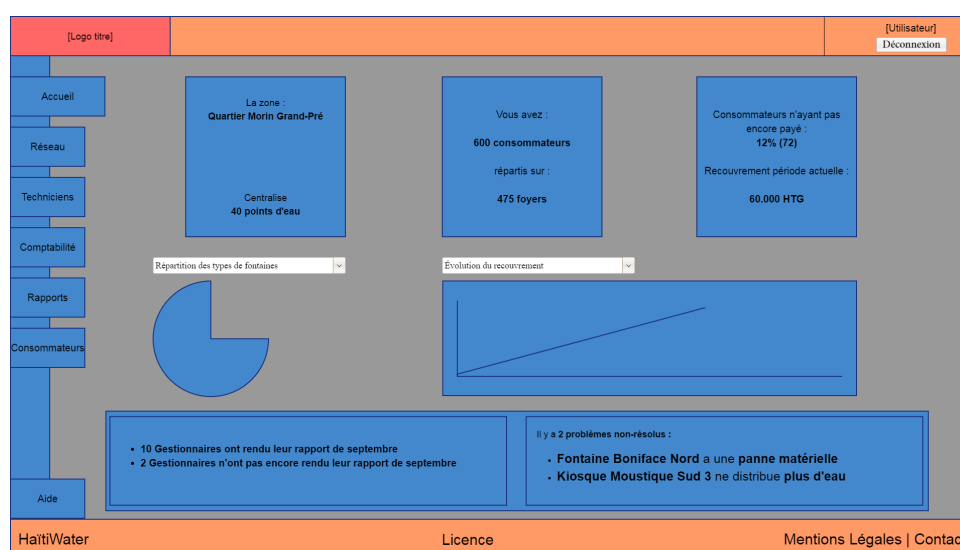 [Logo titre]
[Utilisateur]
Déconnexion
Accueil
Réseau
Techniciens
Comptabilité
Rapports
Consommateurs
Aide
La zone :
Quartier Morin Grand-Pré
Centralise
40 points d'eau
Vous avez :
600 consommateurs
répartis sur :
475 foyers
Consommateurs n'ayant pas
encore payé :
12% (72)
Recouvrement période actuelle :
60.000 HTG
Répartition des types de fontaines
Évolution du recouvrement
• 10 Gestionnaires ont rendu leur rapport de septembre
• 2 Gestionnaires n'ont pas encore rendu leur rapport de septembre
Il y a 2 problèmes non-résolus :
• Fontaine Boniface Nord a une panne matérielle
• Kiosque Moustique Sud 3 ne distribue plus d'eau
HaïtiWater
Licence
Mentions Légales | Contac